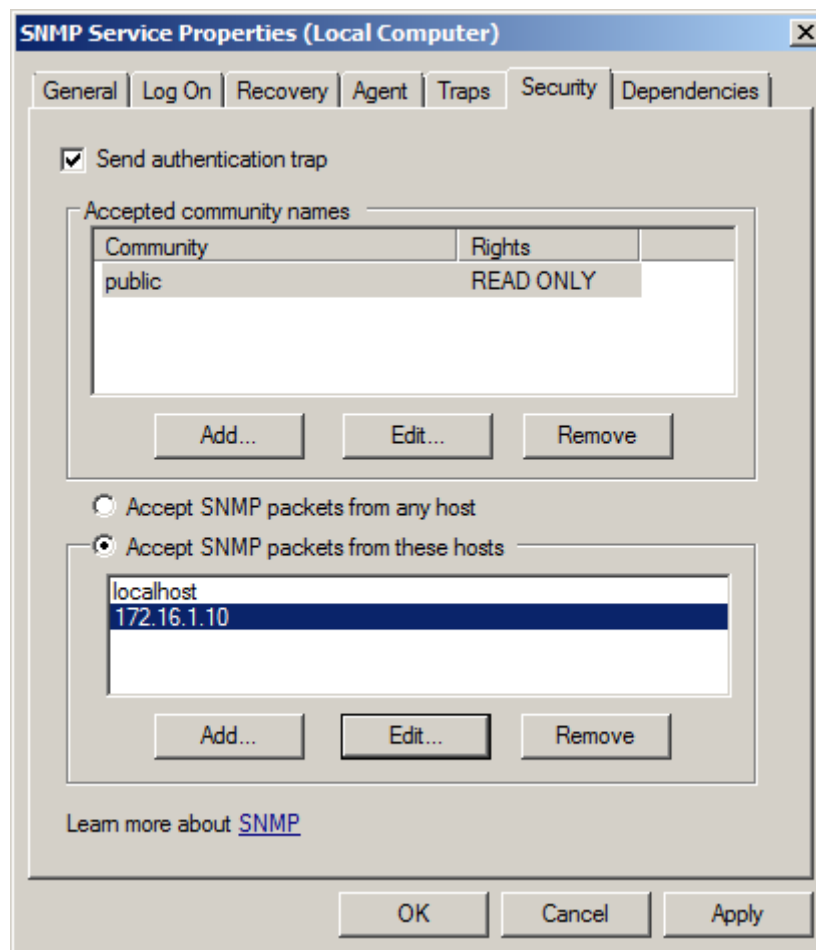 SNMP Service Properties (Local Computer)
General Log On Recovery Agent Traps Security Dependencies
Send authentication trap
Accepted community names
Community Rights
public READ ONLY
Add... Edit... Remove
Accept SNMP packets from any host
Accept SNMP packets from these hosts
localhost
172.16.1.10
Add... Edit... Remove
Learn more about SNMP
OK Cancel Apply